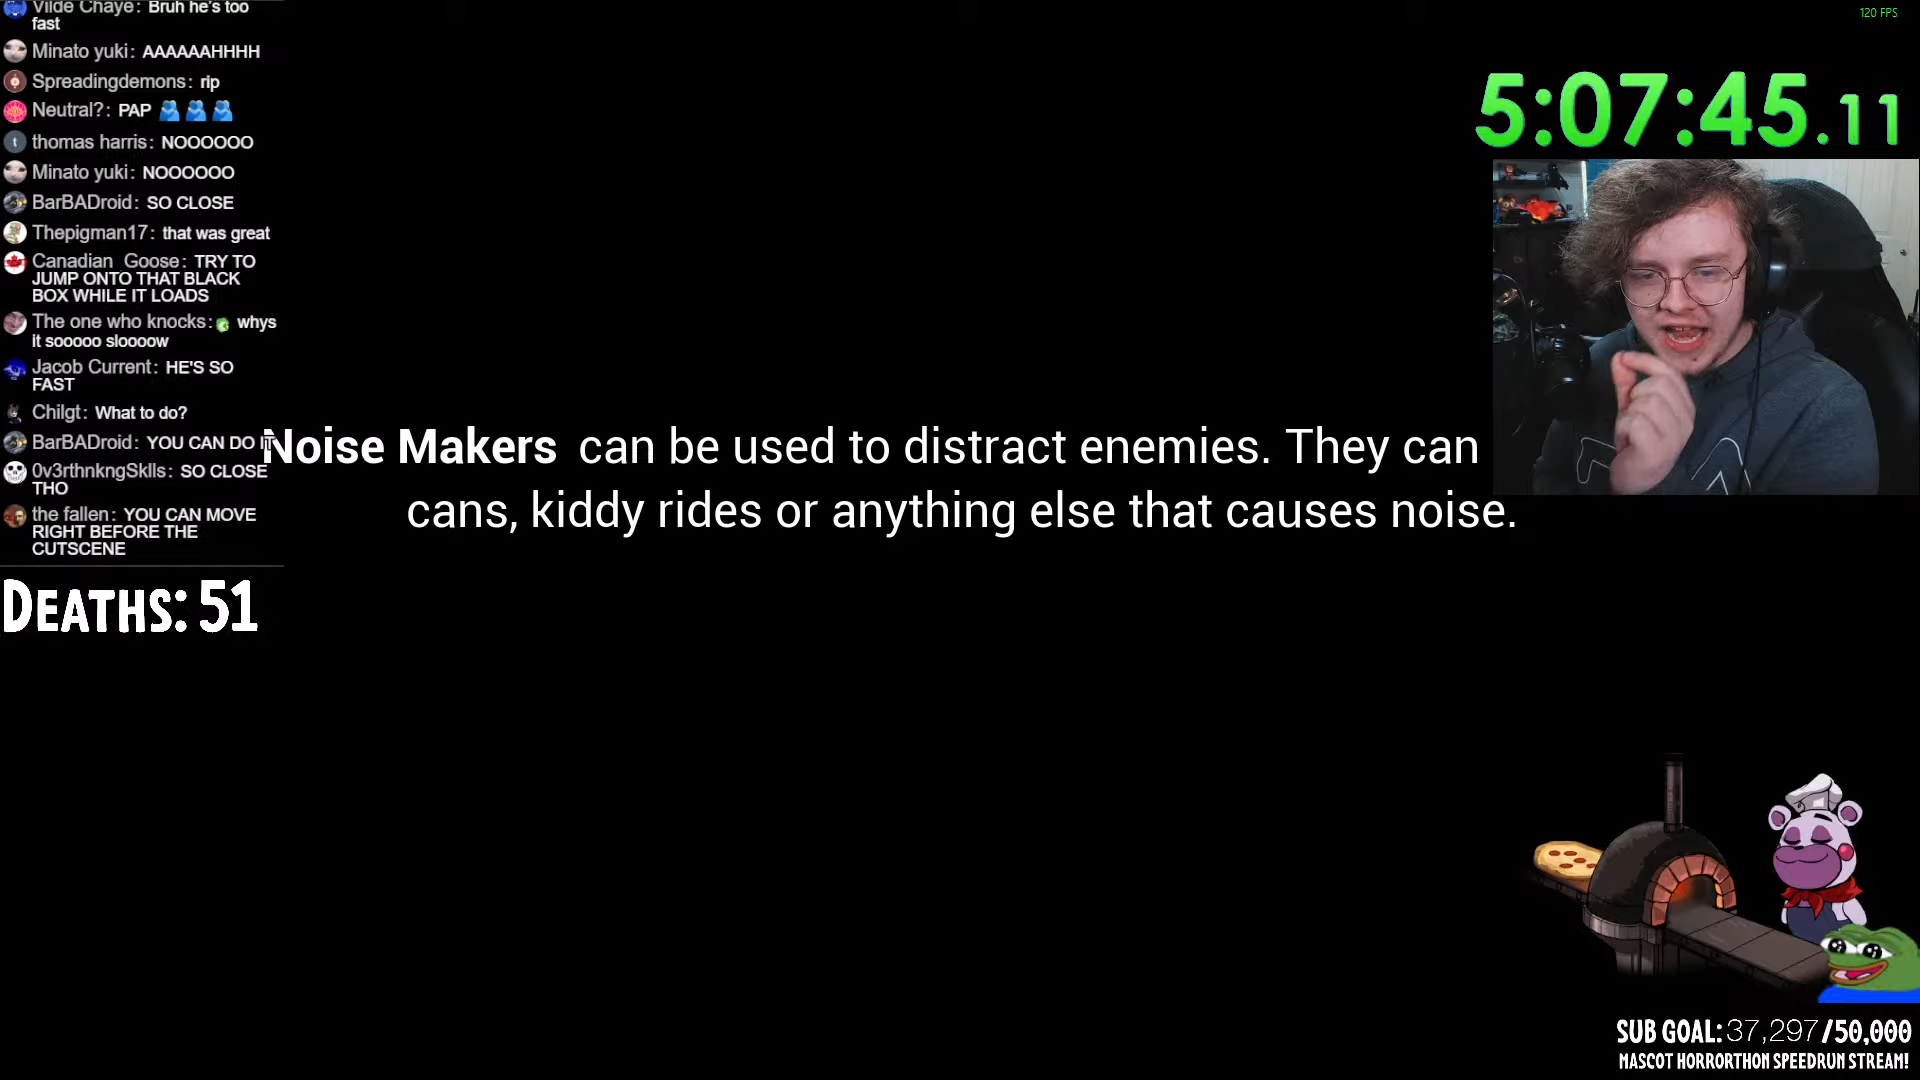 120 FPS
Vilde Chaye: Bruh he's too
fast
Minato yuki: AAAAAAHHHH
Spreadingdemons: rip
Neutral?: PAP
thomas harris: NOOOOOO
Minato yuki: NOOOOOO
BarBADroid: SO CLOSE
Thepigman17: that was great
Canadian_Goose: TRY TO
JUMP ONTO THAT BLACK
BOX WHILE IT LOADS
The one who knocks: whys
it sooooo sloooow
Jacob Current: HE'S SO
FAST
Chilgt: What to do?
BarBADroid: YOU CAN DO IT
0v3rthnkngSklls: SO CLOSE
THO
the fallen: YOU CAN MOVE
RIGHT BEFORE THE
CUTSCENE
DEATHS: 51
5:07:45.11
Noise Makers can be used to distract enemies. They can
cans, kiddy rides or anything else that causes noise.
SUB GOAL: 37,297/50,000
MASCOT HORRORTHON SPEEDRUN STREAM!